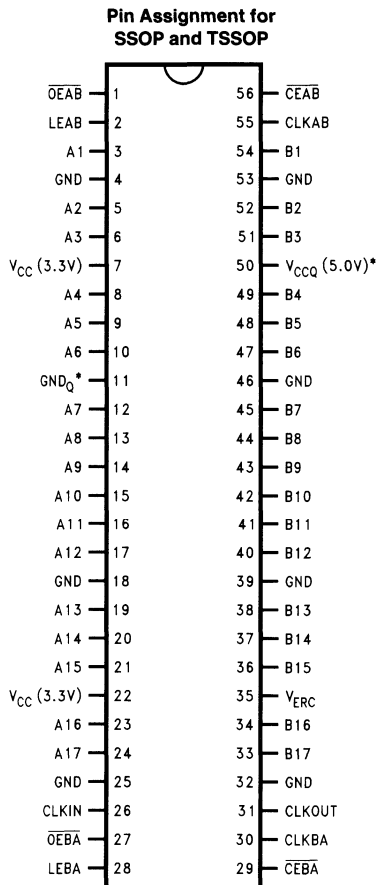 Pin Assignment for
SSOP and TSSOP
OEAB 1 56 CEAB
LEAB 2 55 CLKAB
A1 3 54 B1
GND 4 53 GND
A2 5 52 B2
A3 6 51 B3
VCC (3.3V) 7 50 VCCQ (5.0V)*
A4 8 49 B4
A5 9 48 B5
A6 10 47 B6
GNDQ* 11 46 GND
A7 12 45 B7
A8 13 44 B8
A9 14 43 B9
A10 15 42 B10
A11 16 41 B11
A12 17 40 B12
GND 18 39 GND
A13 19 38 B13
A14 20 37 B14
A15 21 36 B15
VCC (3.3V) 22 35 VERC
A16 23 34 B16
A17 24 33 B17
GND 25 32 GND
CLKIN 26 31 CLKOUT
OEBA 27 30 CLKBA
LEBA 28 29 CEBA